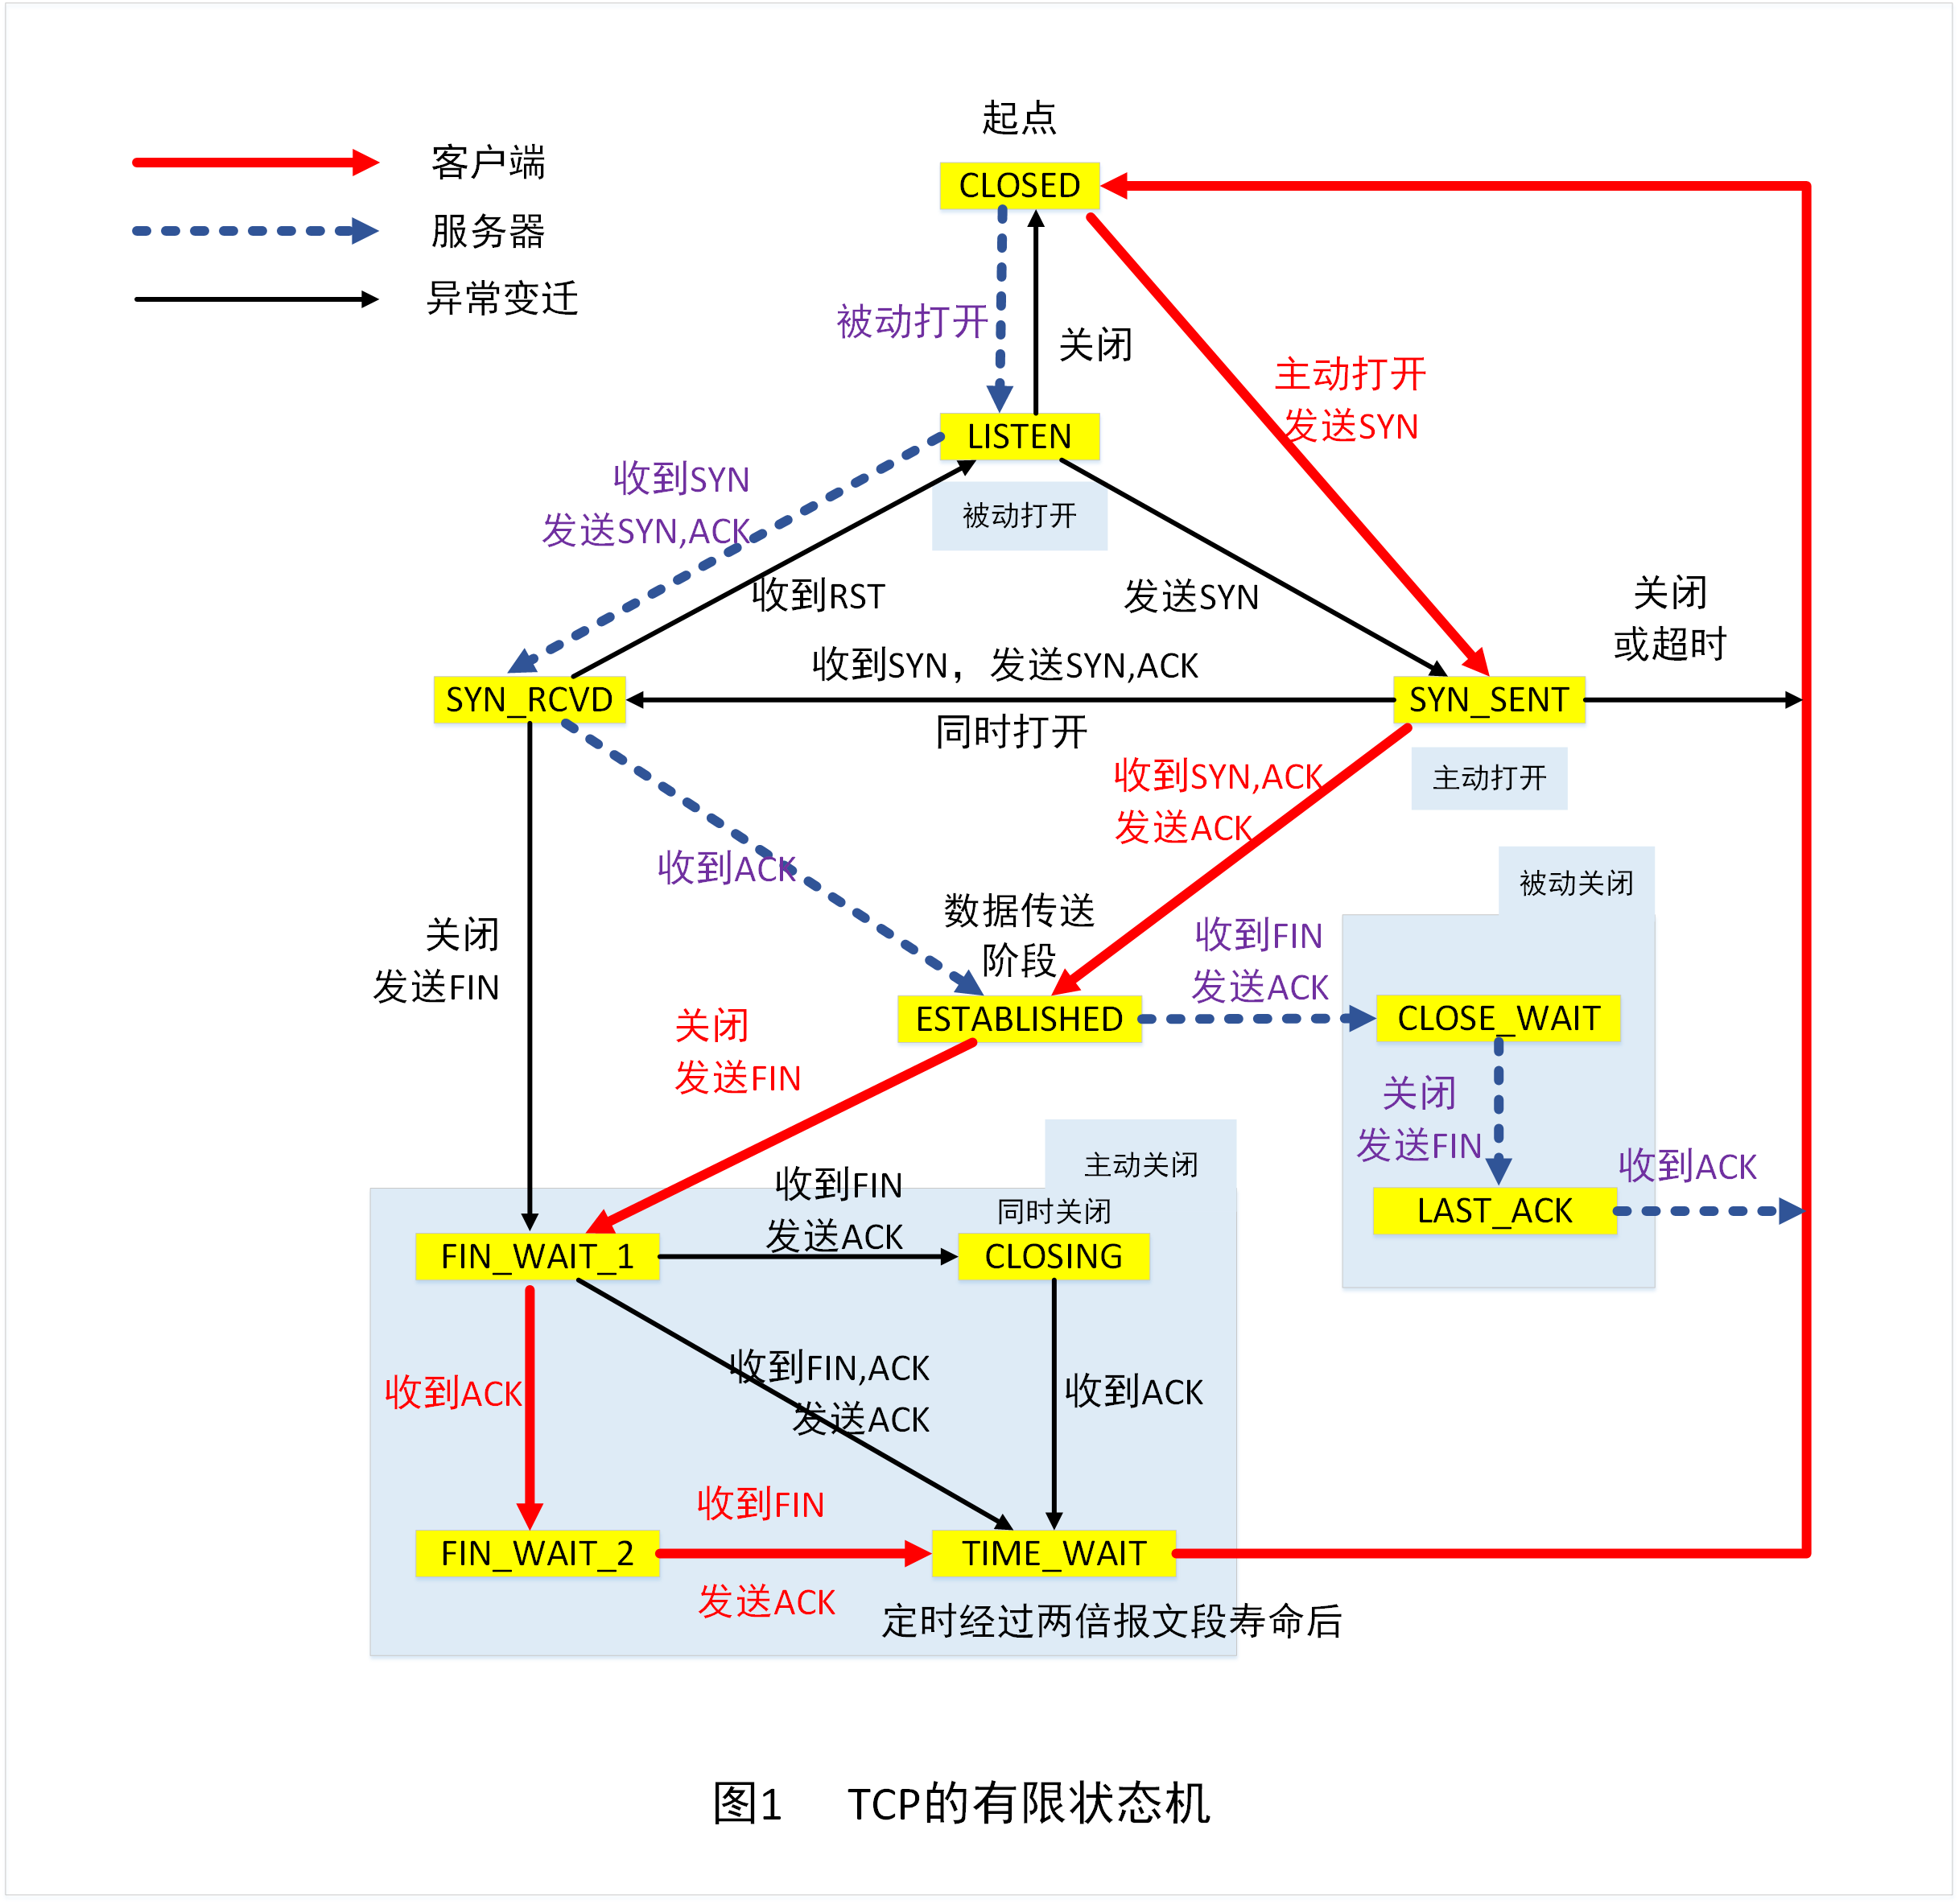 起点
客户端
CLOSED
服务器
异常变迁
被动打开
关闭
主动打开
发送SYN
LISTEN
收到SYN
发送SYN,ACK
被动打开
收到RST
发送SYN
关闭
或超时
收到SYN，发送SYN,ACK
SYN_RCVD
SYN_SENT
同时打开
收到SYN,ACK
发送ACK
主动打开
收到ACK
数据传送
阶段
被动关闭
关闭
发送FIN
收到FIN
发送ACK
ESTABLISHED
CLOSE_WAIT
关闭
发送FIN
关闭
发送FIN
主动关闭
收到ACK
收到FIN
发送ACK
同时关闭
LAST_ACK
FIN_WAIT_1
CLOSING
收到ACK
收到FIN,ACK
发送ACK
收到ACK
收到FIN
发送ACK
FIN_WAIT_2
TIME_WAIT
定时经过两倍报文段寿命后
图1 TCP的有限状态机